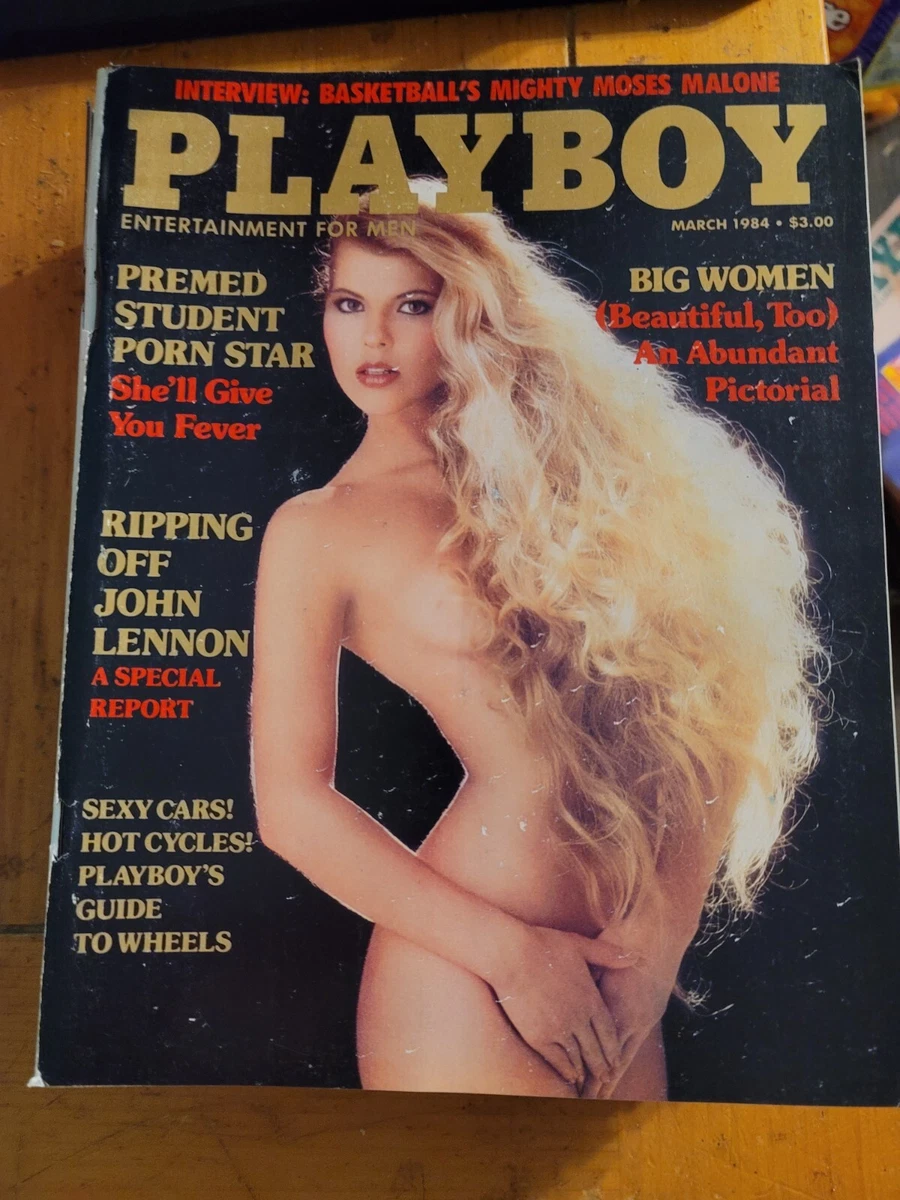 INTERVIEW: BASKETBALL'S MIGHTY MOSES MALONE
PLAYBOY
ENTERTAINMENT FOR MEN
MARCH 1984 • $3.00
PREMED
STUDENT
PORN STAR
She'll Give
You Fever
BIG WOMEN
(Beautiful, Too)
An Abundant
Pictorial
RIPPING
OFF
JOHN
LENNON
A SPECIAL
REPORT
SEXY CARS!
HOT CYCLES!
PLAYBOY'S
GUIDE
TO WHEELS